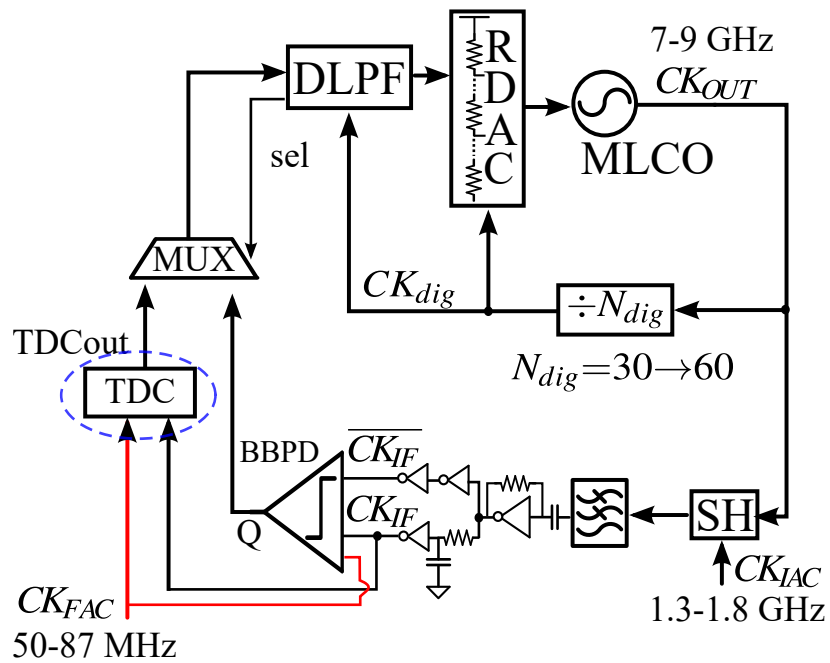 7-9 GHz
CK_OUT
DLPF
R
D
A
C
MLCO
sel
MUX
CK_dig
÷N_dig
N_dig=30→60
TDCout
TDC
BBPD
Q
\overline{CK_IF}
CK_IF
SH
CK_IAC
1.3-1.8 GHz
CK_FAC
50-87 MHz